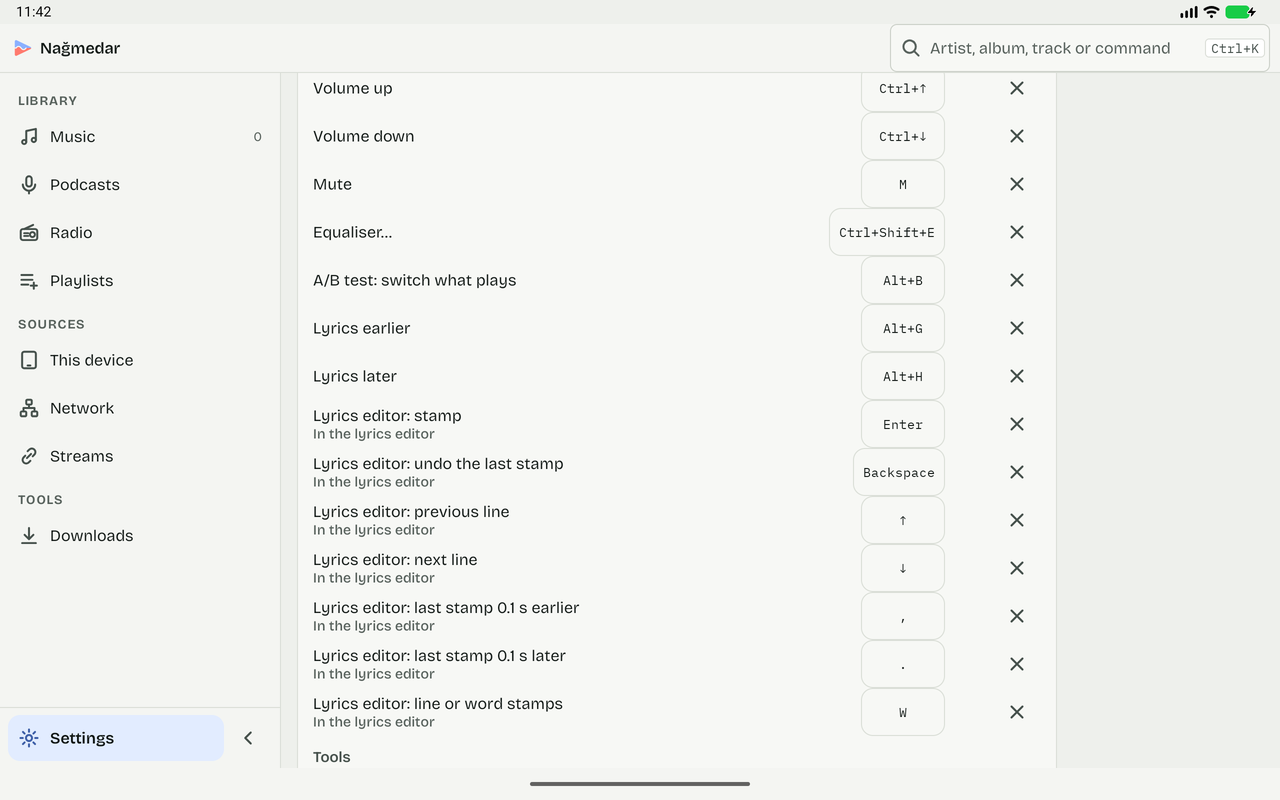 11:42
Nağmedar
Artist, album, track or command
Ctrl+K
LIBRARY
Music
0
Podcasts
Radio
Playlists
SOURCES
This device
Network
Streams
TOOLS
Downloads
Settings
Volume up
Ctrl+↑
Volume down
Ctrl+↓
Mute
M
Equaliser...
Ctrl+Shift+E
A/B test: switch what plays
Alt+B
Lyrics earlier
Alt+G
Lyrics later
Alt+H
Lyrics editor: stamp
In the lyrics editor
Enter
Lyrics editor: undo the last stamp
In the lyrics editor
Backspace
Lyrics editor: previous line
In the lyrics editor
↑
Lyrics editor: next line
In the lyrics editor
↓
Lyrics editor: last stamp 0.1 s earlier
In the lyrics editor
,
Lyrics editor: last stamp 0.1 s later
In the lyrics editor
.
Lyrics editor: line or word stamps
In the lyrics editor
W
Tools